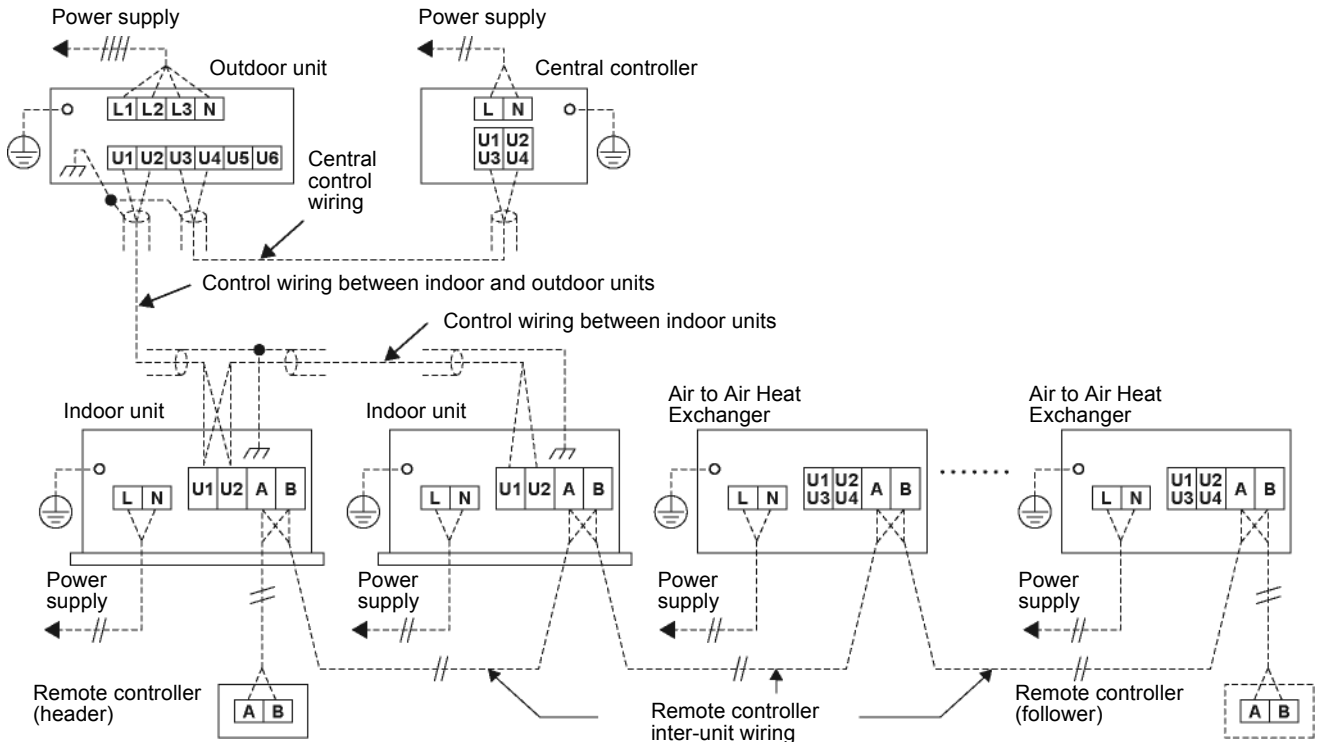 Power supply
Power supply
Outdoor unit
Central controller
L1 L2 L3 N
L N
U1 U2
U3 U4
U1 U2 U3 U4 U5 U6
Central
control
wiring
Control wiring between indoor and outdoor units
Control wiring between indoor units
Indoor unit
Indoor unit
Air to Air Heat
Exchanger
Air to Air Heat
Exchanger
L N
U1 U2 A B
L N
U1 U2 A B
L N
U1 U2
U3 U4
A B
L N
U1 U2
U3 U4
A B
Power
supply
Power
supply
Power
supply
Power
supply
Remote controller
(header)
A B
Remote controller
inter-unit wiring
Remote controller
(follower)
A B